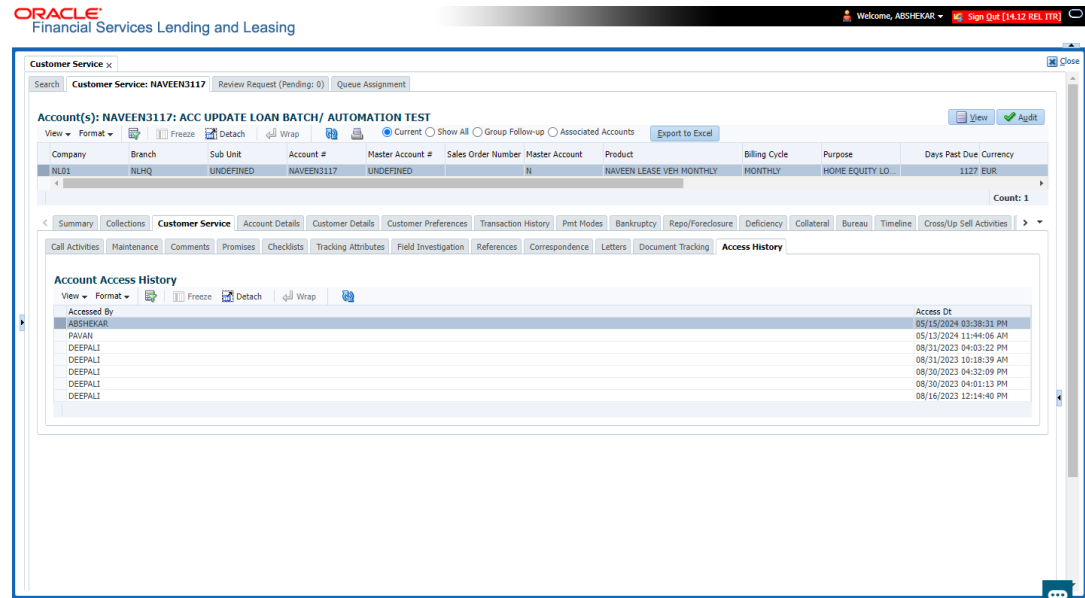 ORACLE
Financial Services Lending and Leasing
Welcome, ABSHEKAR
Sign Out [14.12 REL ITR]
Customer Service
Close
Search Customer Service: NAVEEN3117 Review Request (Pending: 0) Queue Assignment
Account(s): NAVEEN3117: ACC UPDATE LOAN BATCH/ AUTOMATION TEST
View Audit
View Format Freeze Detach Wrap Current Show All Group Follow-up Associated Accounts Export to Excel
Company Branch Sub Unit Account # Master Account # Sales Order Number Master Account Product Billing Cycle Purpose Days Past Due Currency
NL01 NLHQ UNDEFINED NAVEEN3117 UNDEFINED N NAVEEN LEASE VEH MONTHLY MONTHLY HOME EQUITY LO... 1127 EUR
Count: 1
Summary Collections Customer Service Account Details Customer Details Customer Preferences Transaction History Pmt Modes Bankruptcy Repo/Foreclosure Deficiency Collateral Bureau Timeline Cross/Up Sell Activities
Call Activities Maintenance Comments Promises Checklists Tracking Attributes Field Investigation References Correspondence Letters Document Tracking Access History
Account Access History
View Format Freeze Detach Wrap
Accessed By Access Dt
ABSHEKAR 05/15/2024 03:38:31 PM
PAVAN 05/13/2024 11:44:06 AM
DEEPALI 08/31/2023 04:03:22 PM
DEEPALI 08/31/2023 10:18:39 AM
DEEPALI 08/30/2023 04:32:09 PM
DEEPALI 08/30/2023 04:01:13 PM
DEEPALI 08/16/2023 12:14:40 PM